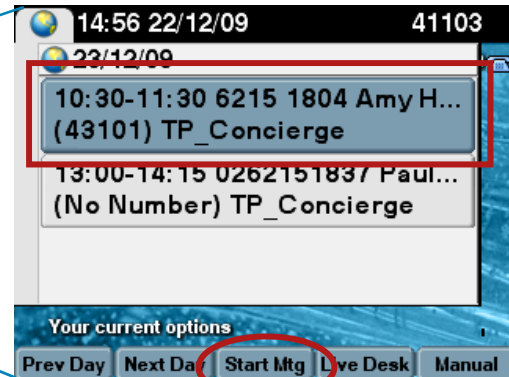 14:56 22/12/09 41103
23/12/09
10:30-11:30 6215 1804 Amy H...
(43101) TP_Concierge
13:00-14:15 0262151837 Paul...
(No Number) TP_Concierge
Your current options
Prev Day Next Day Start Mtg Live Desk Manual